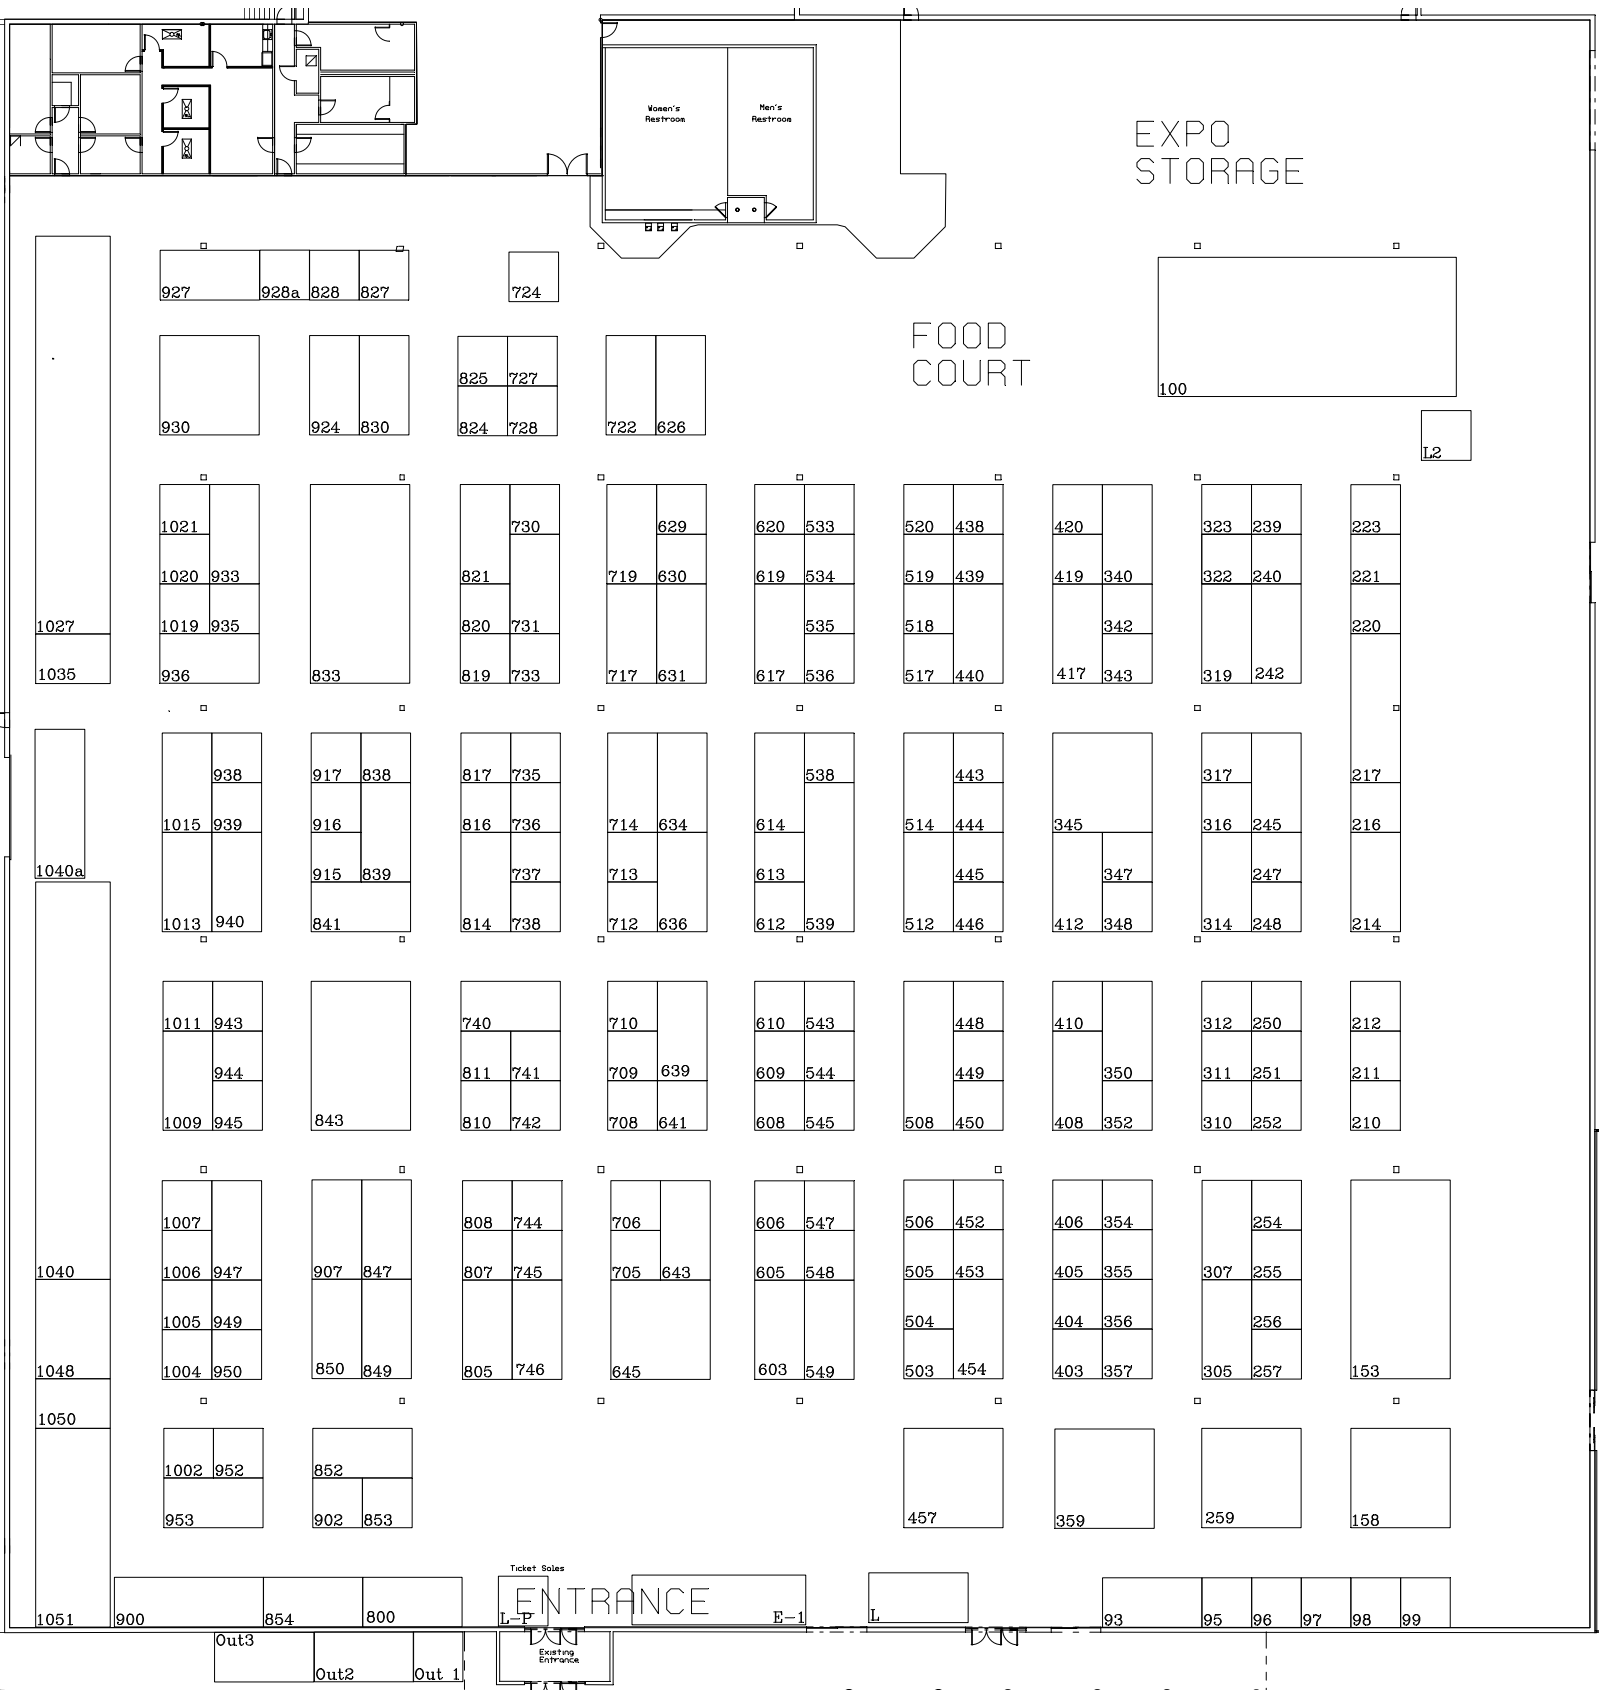 Women's
Restroom
Men's
Restroom
EXPO
STORAGE
927 928a 828 827
724
FOOD
COURT
825 727
100
930 924 830 824 728 722 626
L2
1021 730 629 620 533 520 438 420 323 239 223
1020 933 821 719 630 619 534 519 439 419 340 322 240 221
1027 1019 935 820 731 535 518 342 220
1035 936 833 819 733 717 631 617 536 517 440 417 343 319 242
938 917 838 817 735 538 443 317 217
1015 939 916 816 736 714 634 614 514 444 345 316 245 216
1040a 915 839 737 713 613 445 347 247
1013 940 841 814 738 712 636 612 539 512 446 412 348 314 248 214
1011 943 740 710 610 543 448 410 312 250 212
944 811 741 709 639 609 544 449 350 311 251 211
1009 945 843 810 742 708 641 608 545 508 450 408 352 310 252 210
1007 808 744 706 606 547 506 452 406 354 254
1040 1006 947 907 847 807 745 705 643 605 548 505 453 405 355 307 255
1005 949 504 404 356 256
1048 1004 950 850 849 805 746 645 603 549 503 454 403 357 305 257 153
1050
1002 952 852
953 902 853 457 359 259 158
Ticket Sales
ENTRANCE
1051 900 854 800 L-P E-1 L 93 95 96 97 98 99
Out3
Out2 Out 1
Existing
Entrance